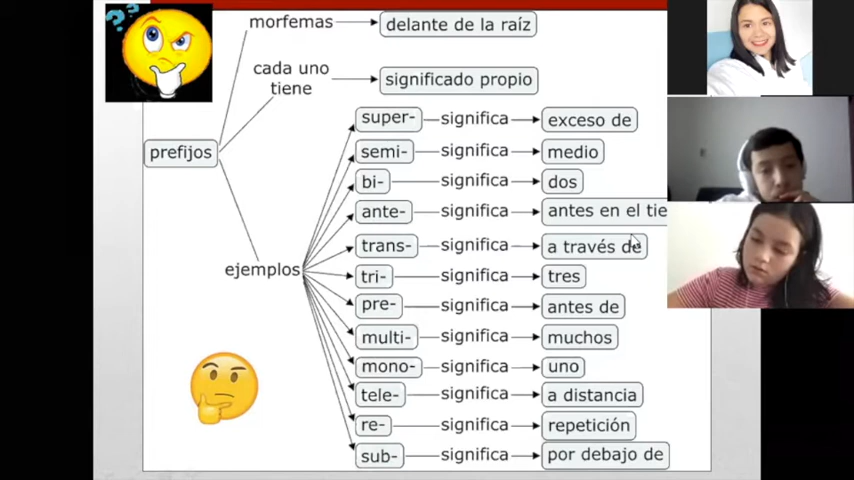 morfemas delante de la raíz
cada uno
tiene significado propio
prefijos
ejemplos
super- significa exceso de
semi- significa medio
bi- significa dos
ante- significa antes en el
trans- significa a través de
tri- significa tres
pre- significa antes de
multi- significa muchos
mono- significa uno
tele- significa a distancia
re- significa repetición
sub- significa por debajo de